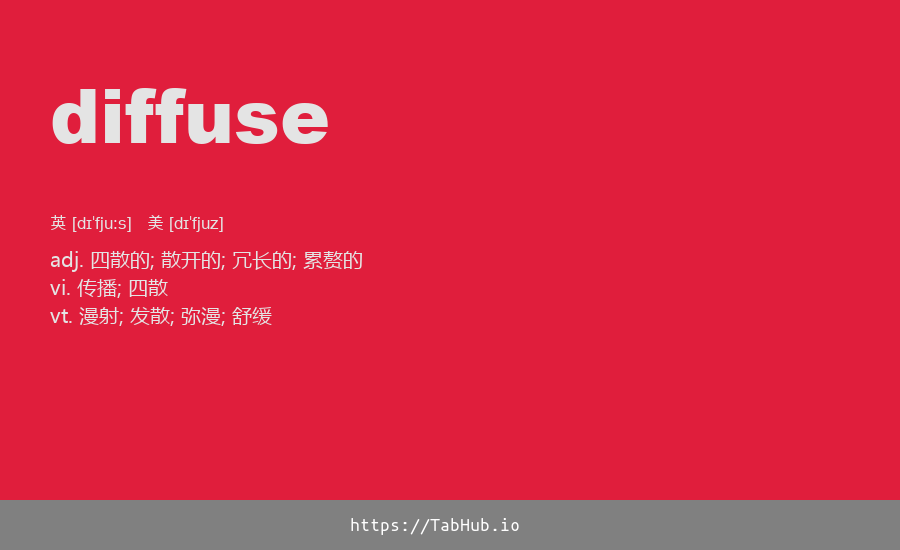 diffuse
英 [dɪˈfjuːs] 美 [dɪˈfjuz]
adj. 四散的; 散开的; 冗长的; 累赘的
vi. 传播; 四散
vt. 漫射; 发散; 弥漫; 舒缓
https://TabHub.io